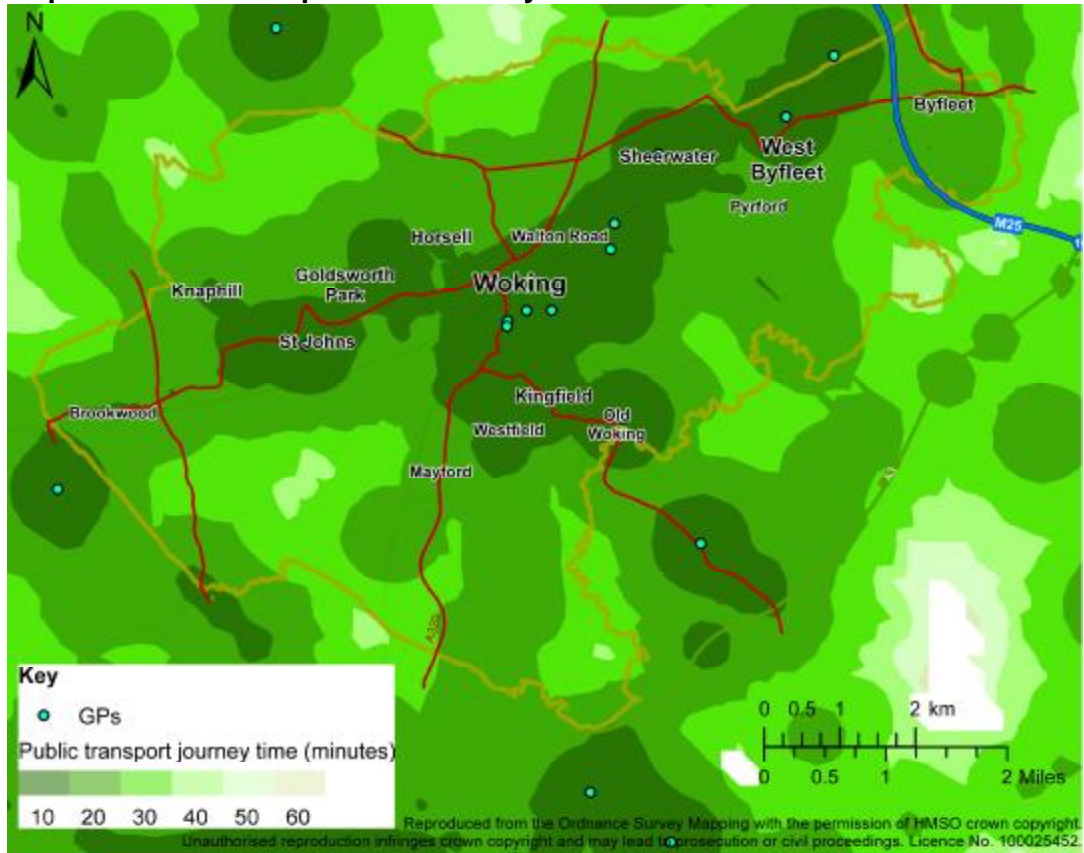 N
Byfleet
Sheerwater
West
Byfleet
Pyrford
M25
Horsell
Walton Road
Goldsworth
Park
Woking
Knaphill
St Johns
Kingfield
Brookwood
Old
Woking
Westfield
Mayford
Key
GPs
Public transport journey time (minutes)
10 20 30 40 50 60
0 0.5 1 2 km
0 0.5 1 2 Miles
Reproduced from the Ordnance Survey Mapping with the permission of HMSO crown copyright.
Unauthorised reproduction infringes crown copyright and may lead to prosecution or civil proceedings. Licence No. 100025452